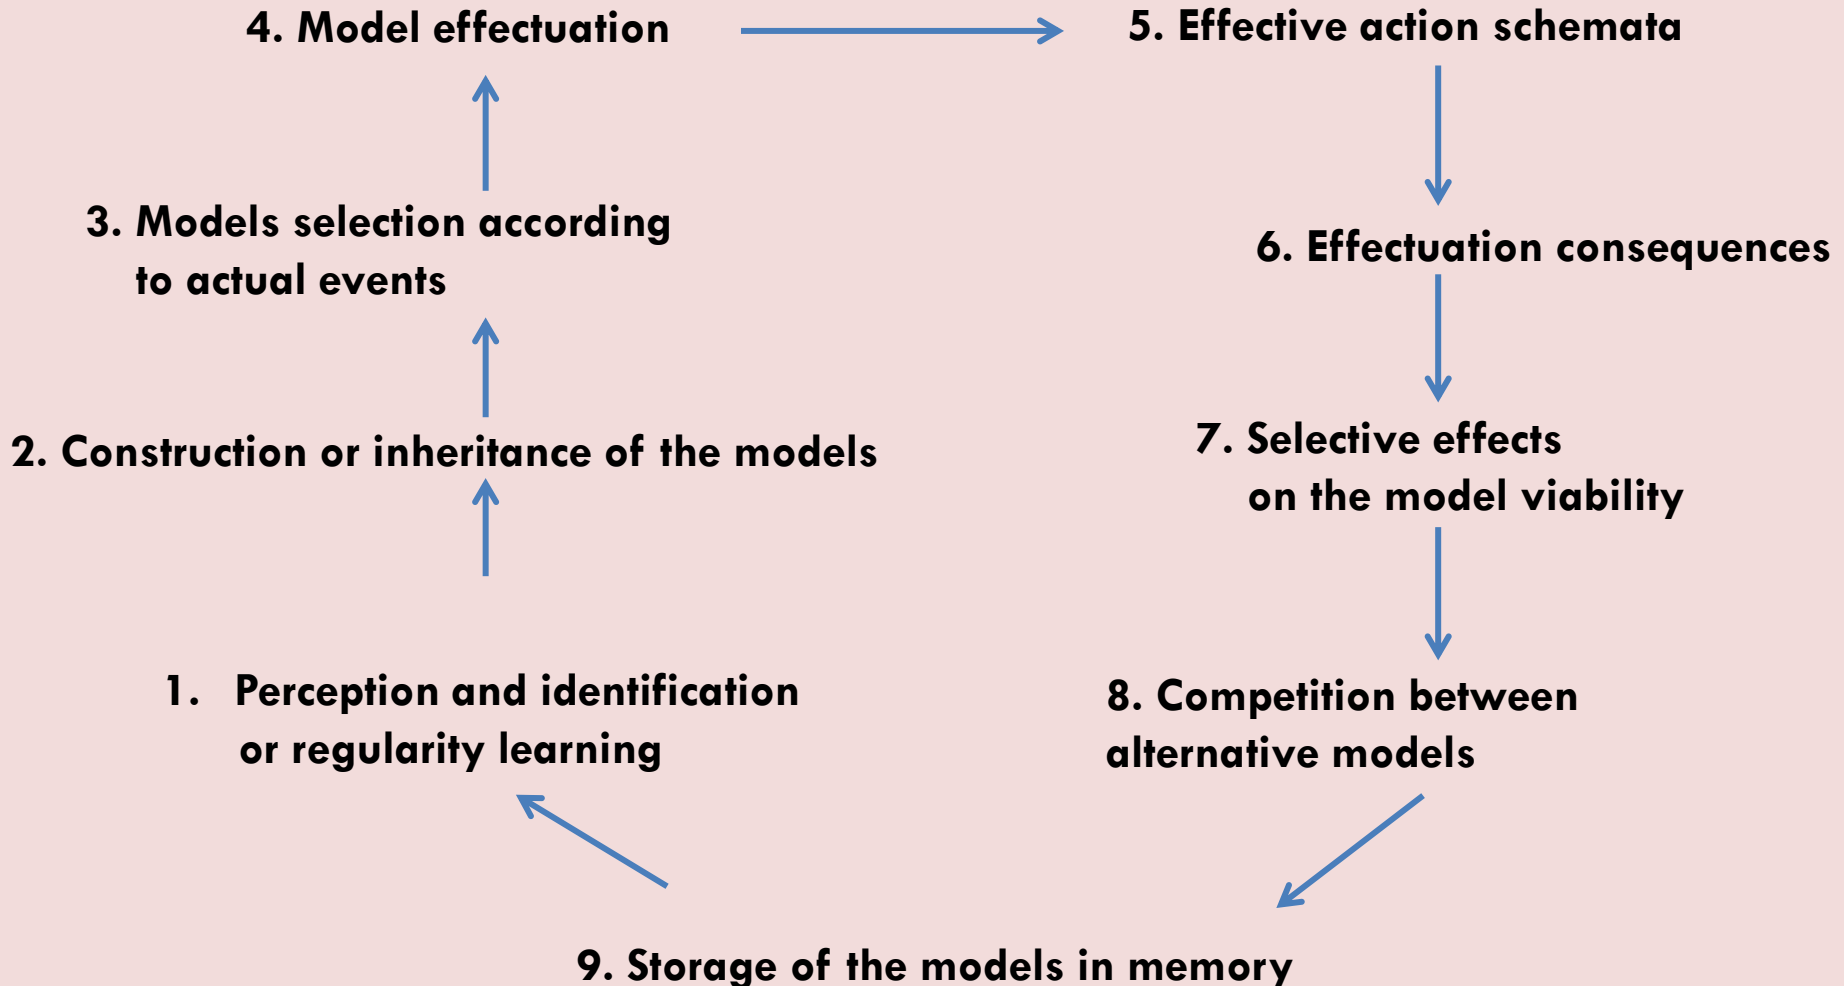 4. Model effectuation
5. Effective action schemata
3. Models selection according
to actual events
6. Effectuation consequences
2. Construction or inheritance of the models
7. Selective effects
on the model viability
1. Perception and identification
or regularity learning
8. Competition between
alternative models
9. Storage of the models in memory